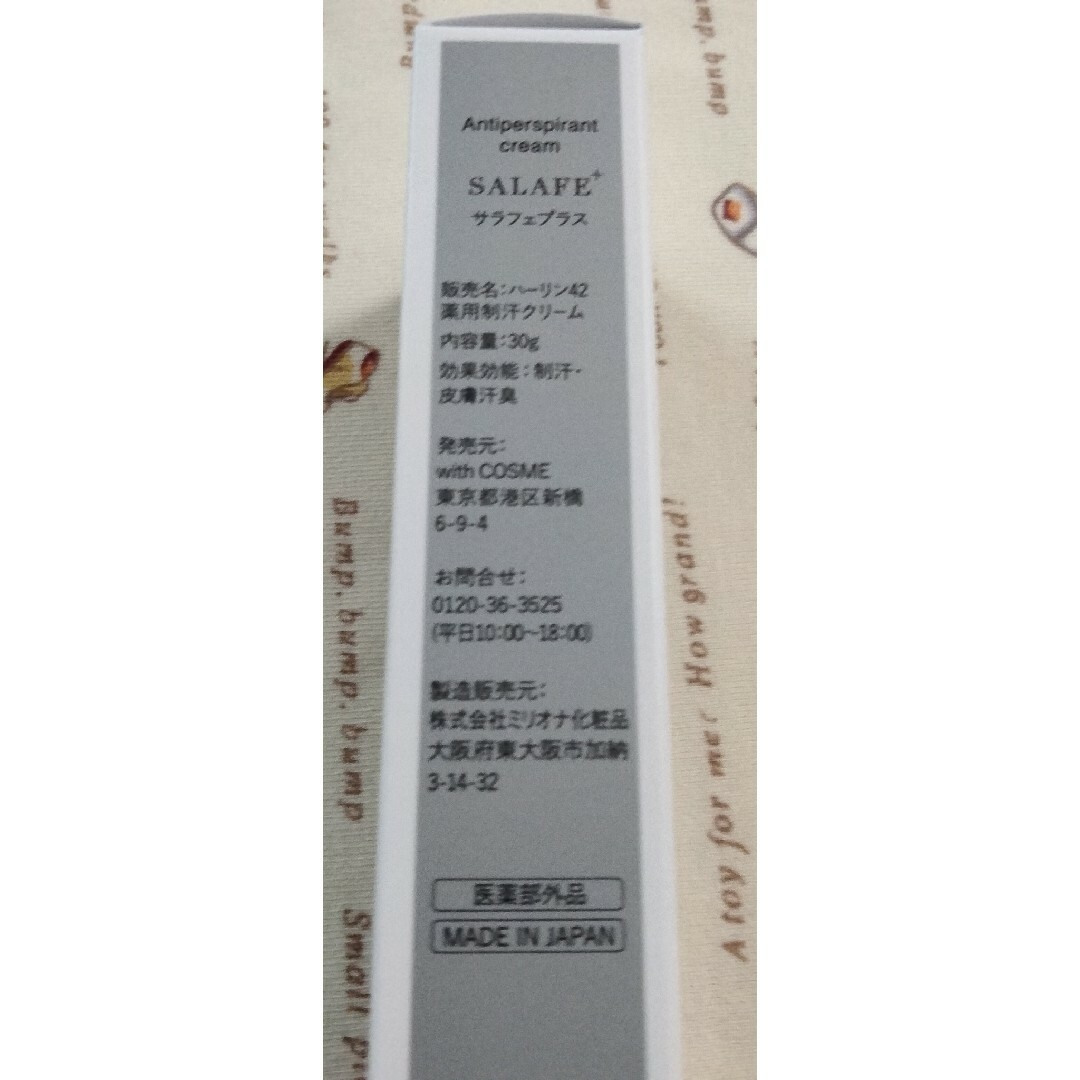 Antiperspirant
cream
SALAFE+
サラフェプラス
販売名:ハーリン42
薬用制汗クリーム
内容量:30g
効果効能:制汗・
皮膚汗臭
発売元:
with COSME
東京都港区新橋
6-9-4
お問合せ:
0120-36-3525
(平日10:00~18:00)
製造販売元:
株式会社ミリオナ化粧品
大阪府東大阪市加納
3-14-32
医薬部外品
MADE IN JAPAN
Bump, bump, bump
Small
A toy for me! How grand!
bump, bump